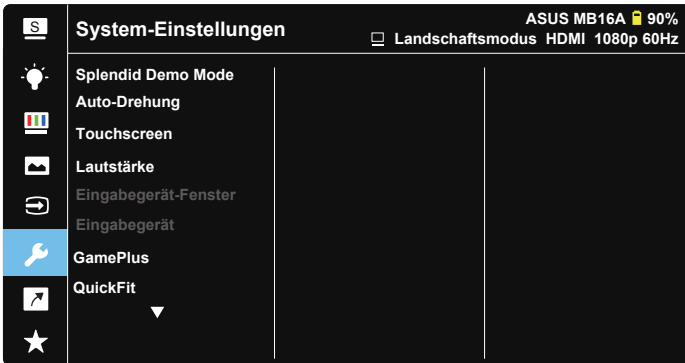 S
System-Einstellungen
ASUS MB16A 90%
Landschaftsmodus HDMI 1080p 60Hz
Splendid Demo Mode
Auto-Drehung
Touchscreen
Lautstärke
Eingabegerät-Fenster
Eingabegerät
GamePlus
QuickFit